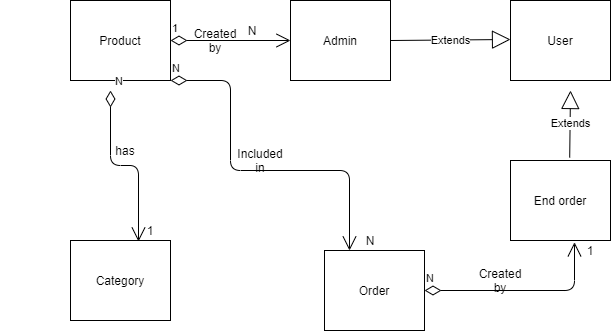 Product
1
Created
by
N
Admin
Extends
User
N
N
Extends
has
Included
in
1
N
End order
Category
Order
N
Created
by
1